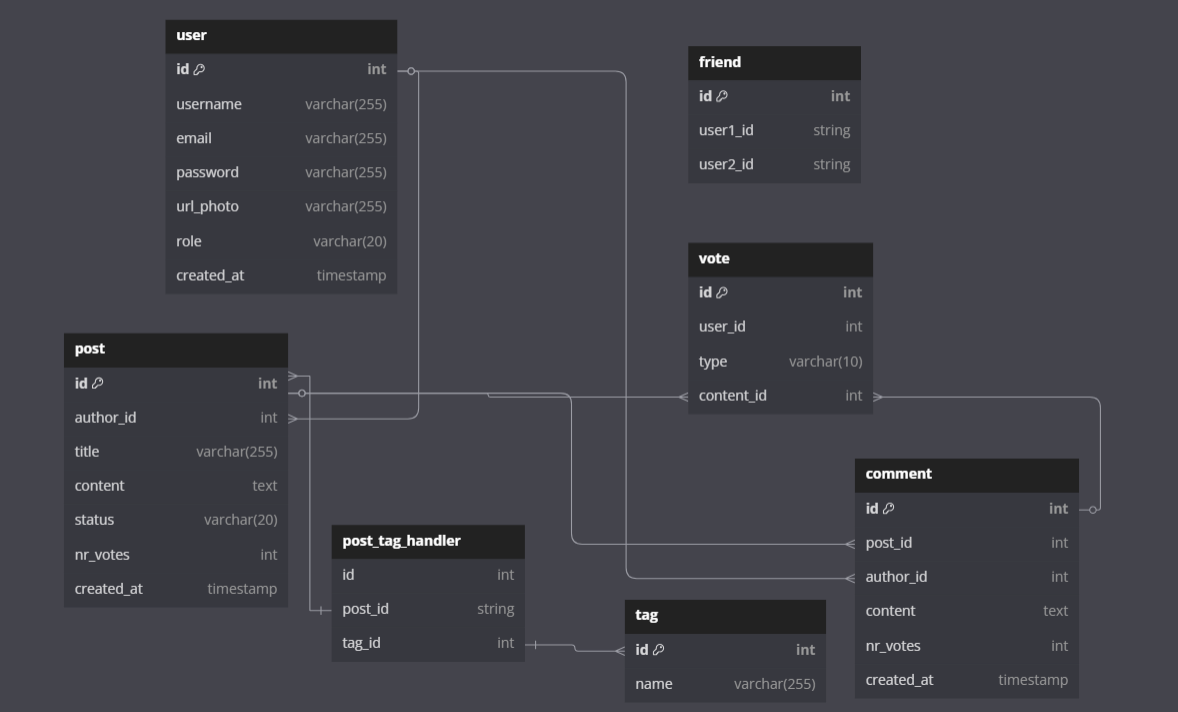 user
id int
username varchar(255)
email varchar(255)
password varchar(255)
url_photo varchar(255)
role varchar(20)
created_at timestamp
friend
id int
user1_id string
user2_id string
vote
id int
user_id int
type varchar(10)
content_id int
post
id int
author_id int
title varchar(255)
content text
status varchar(20)
nr_votes int
created_at timestamp
post_tag_handler
id int
post_id string
tag_id int
tag
id int
name varchar(255)
comment
id int
post_id int
author_id int
content text
nr_votes int
created_at timestamp